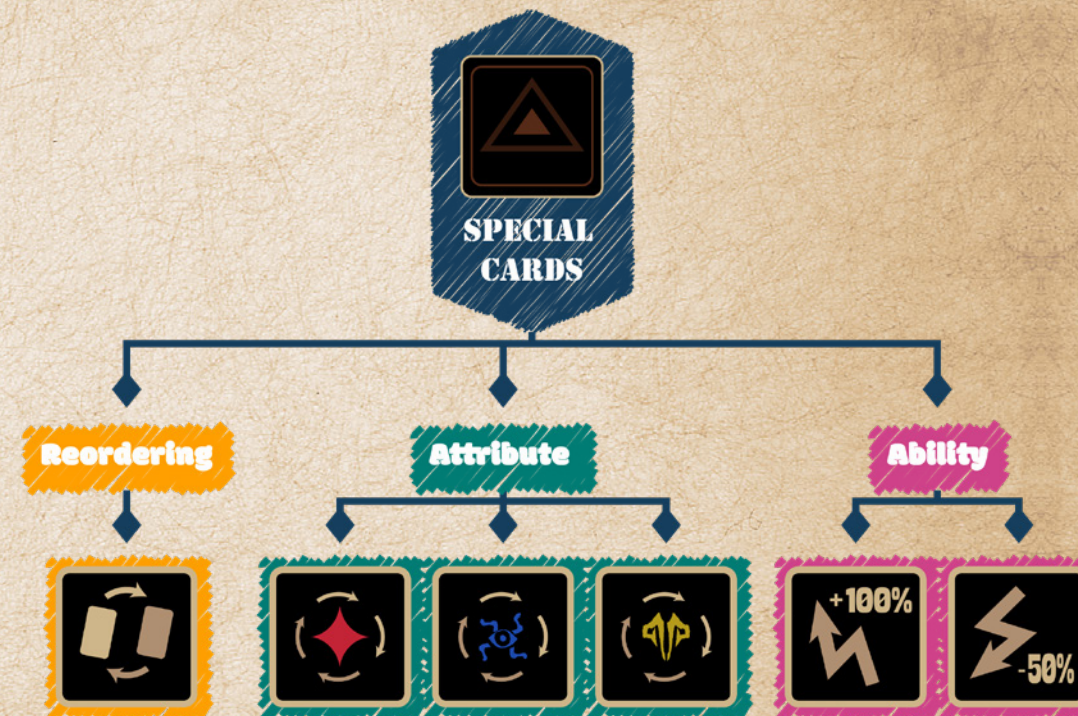 SPECIAL
CARDS
Reordering
Attribute
Ability
+100%
-50%